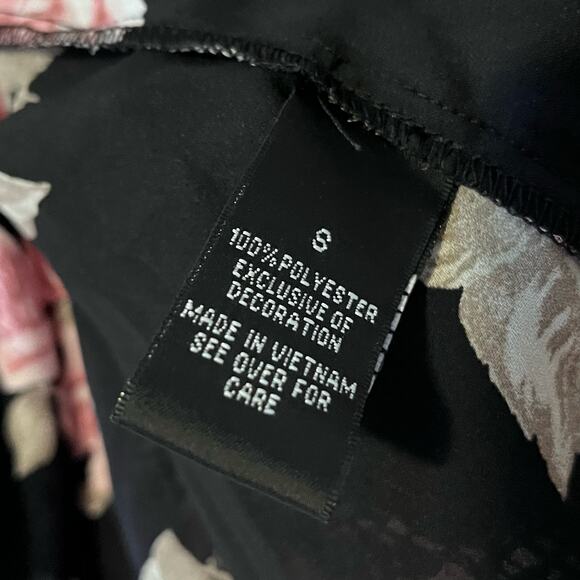 S
100% POLYESTER
EXCLUSIVE OF
DECORATION
MADE IN VIETNAM
SEE OVER FOR
CARE